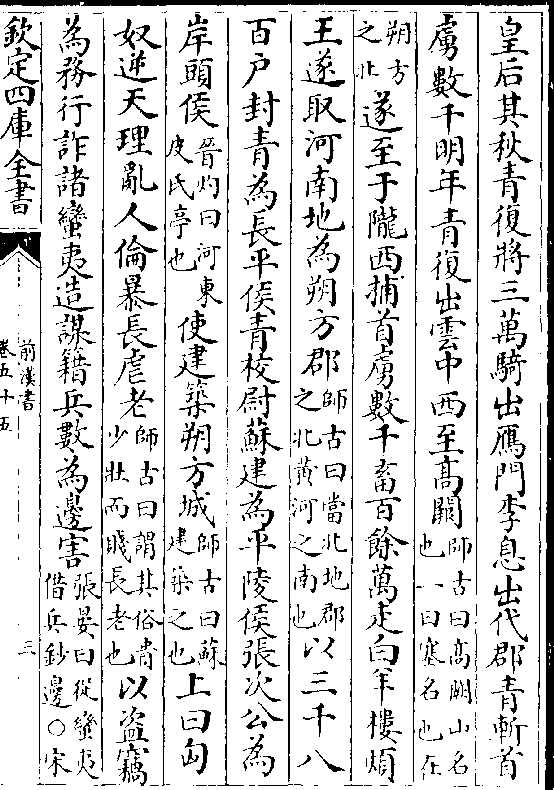 皇后其秋青復將三萬騎出鴈門李息出代郡青斬首
虜數千明年青復出雲中西至高闕師古曰高闕山名也一曰塞名也在
朔方之北遂至于隴西捕首虜數千畜百餘萬走白羊樓煩
王遂取河南地為朔方郡師古曰當北地郡之北黄河之南也以三千八
百戶封青為長平侯青校尉蘇建為平陵侯張次公為
岸頭侯晉灼曰河東皮氏亭也使建築朔方城師古曰蘇建築之也上曰匈
奴逆天理亂人倫暴長虐老師古曰謂其俗貴少壯而賤長老也以盜竊
為務行詐諸蠻夷造謀籍兵數為邊害張晏曰從蠻夷借兵鈔邊○宋
欽定四庫全書
前漢書
卷五十五
三